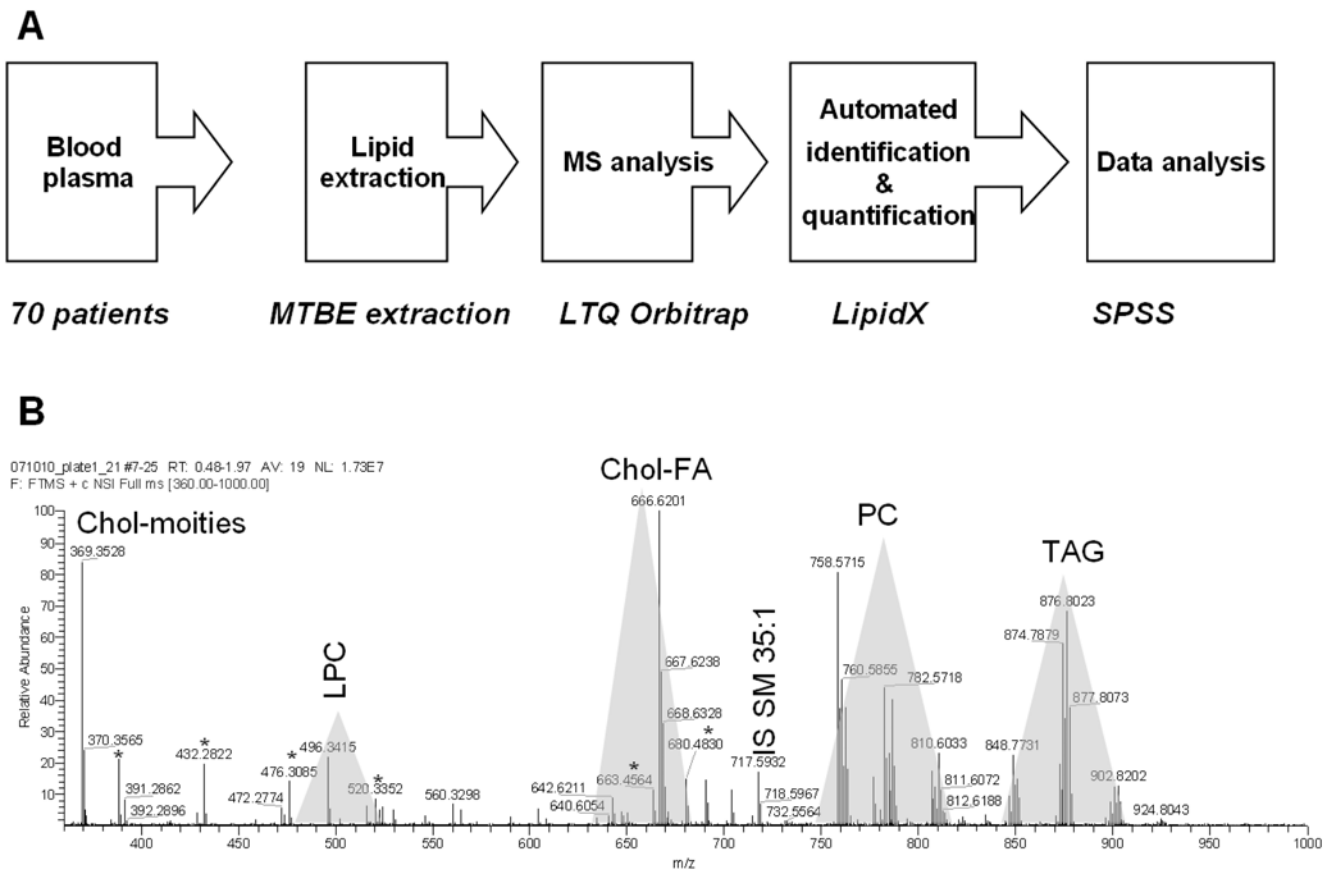 A
Blood
plasma
Lipid
extraction
MS analysis
Automated
identification
&
quantification
Data analysis
70 patients
MTBE extraction
LTQ Orbitrap
LipidX
SPSS
B
071010_plate1_21 #7-25 RT: 0.48-1.97 AV: 19 NL: 1.73E7
F: FTMS + c NSI Full ms [360.00-1000.00]
Chol-moities
LPC
Chol-FA
IS SM 35:1
PC
TAG
Relative Abundance
100
90
80
70
60
50
40
30
20
10
369.3528
370.3565
*
391.2862
392.2896
*
432.2822
472.2774
*
476.3085
496.3415
*
520.3352
560.3298
642.6211
640.6054
*
663.4564
666.6201
667.6238
668.6328
*
680.4830
717.5932
718.5967
732.5564
758.5715
760.5855
782.5718
810.6033
811.6072
812.6188
848.7731
874.7879
876.8023
877.8073
902.8202
924.8043
400 450 500 550 600 650 700 750 800 850 900 950 1000
m/z